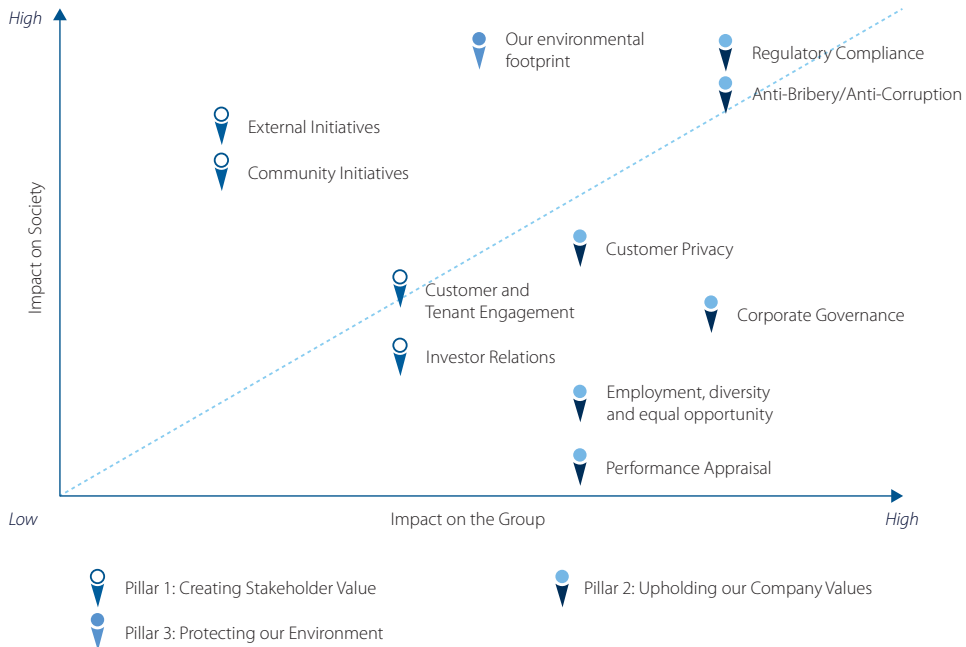 High
Our environmental
footprint
Regulatory Compliance
Anti-Bribery/Anti-Corruption
External Initiatives
Community Initiatives
Impact on Society
Customer Privacy
Customer and
Tenant Engagement
Corporate Governance
Investor Relations
Employment, diversity
and equal opportunity
Performance Appraisal
Low
Impact on the Group
High
Pillar 1: Creating Stakeholder Value
Pillar 2: Upholding our Company Values
Pillar 3: Protecting our Environment